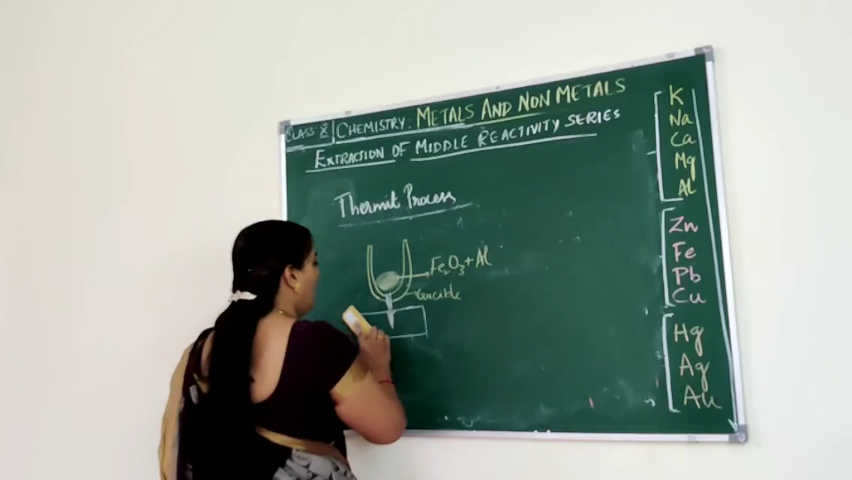 CLASS X
CHEMISTRY: METALS AND NON METALS
EXTRACTION OF MIDDLE REACTIVITY SERIES
Thermit Process
Fe₂O₃ + Al
K
Na
Ca
Mg
Al
Zn
Fe
Pb
Cu
Hg
Ag
Au